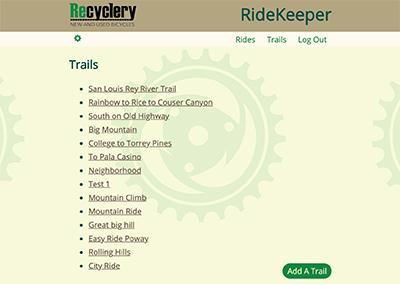 Recyclery
NEW AND USED BICYCLES
RideKeeper
Rides Trails Log Out
Trails
San Louis Rey River Trail
Rainbow to Rice to Couser Canyon
South on Old Highway
Big Mountain
College to Torrey Pines
To Pala Casino
Neighborhood
Test 1
Mountain Climb
Mountain Ride
Great big hill
Easy Ride Poway
Rolling Hills
City Ride
Add A Trail